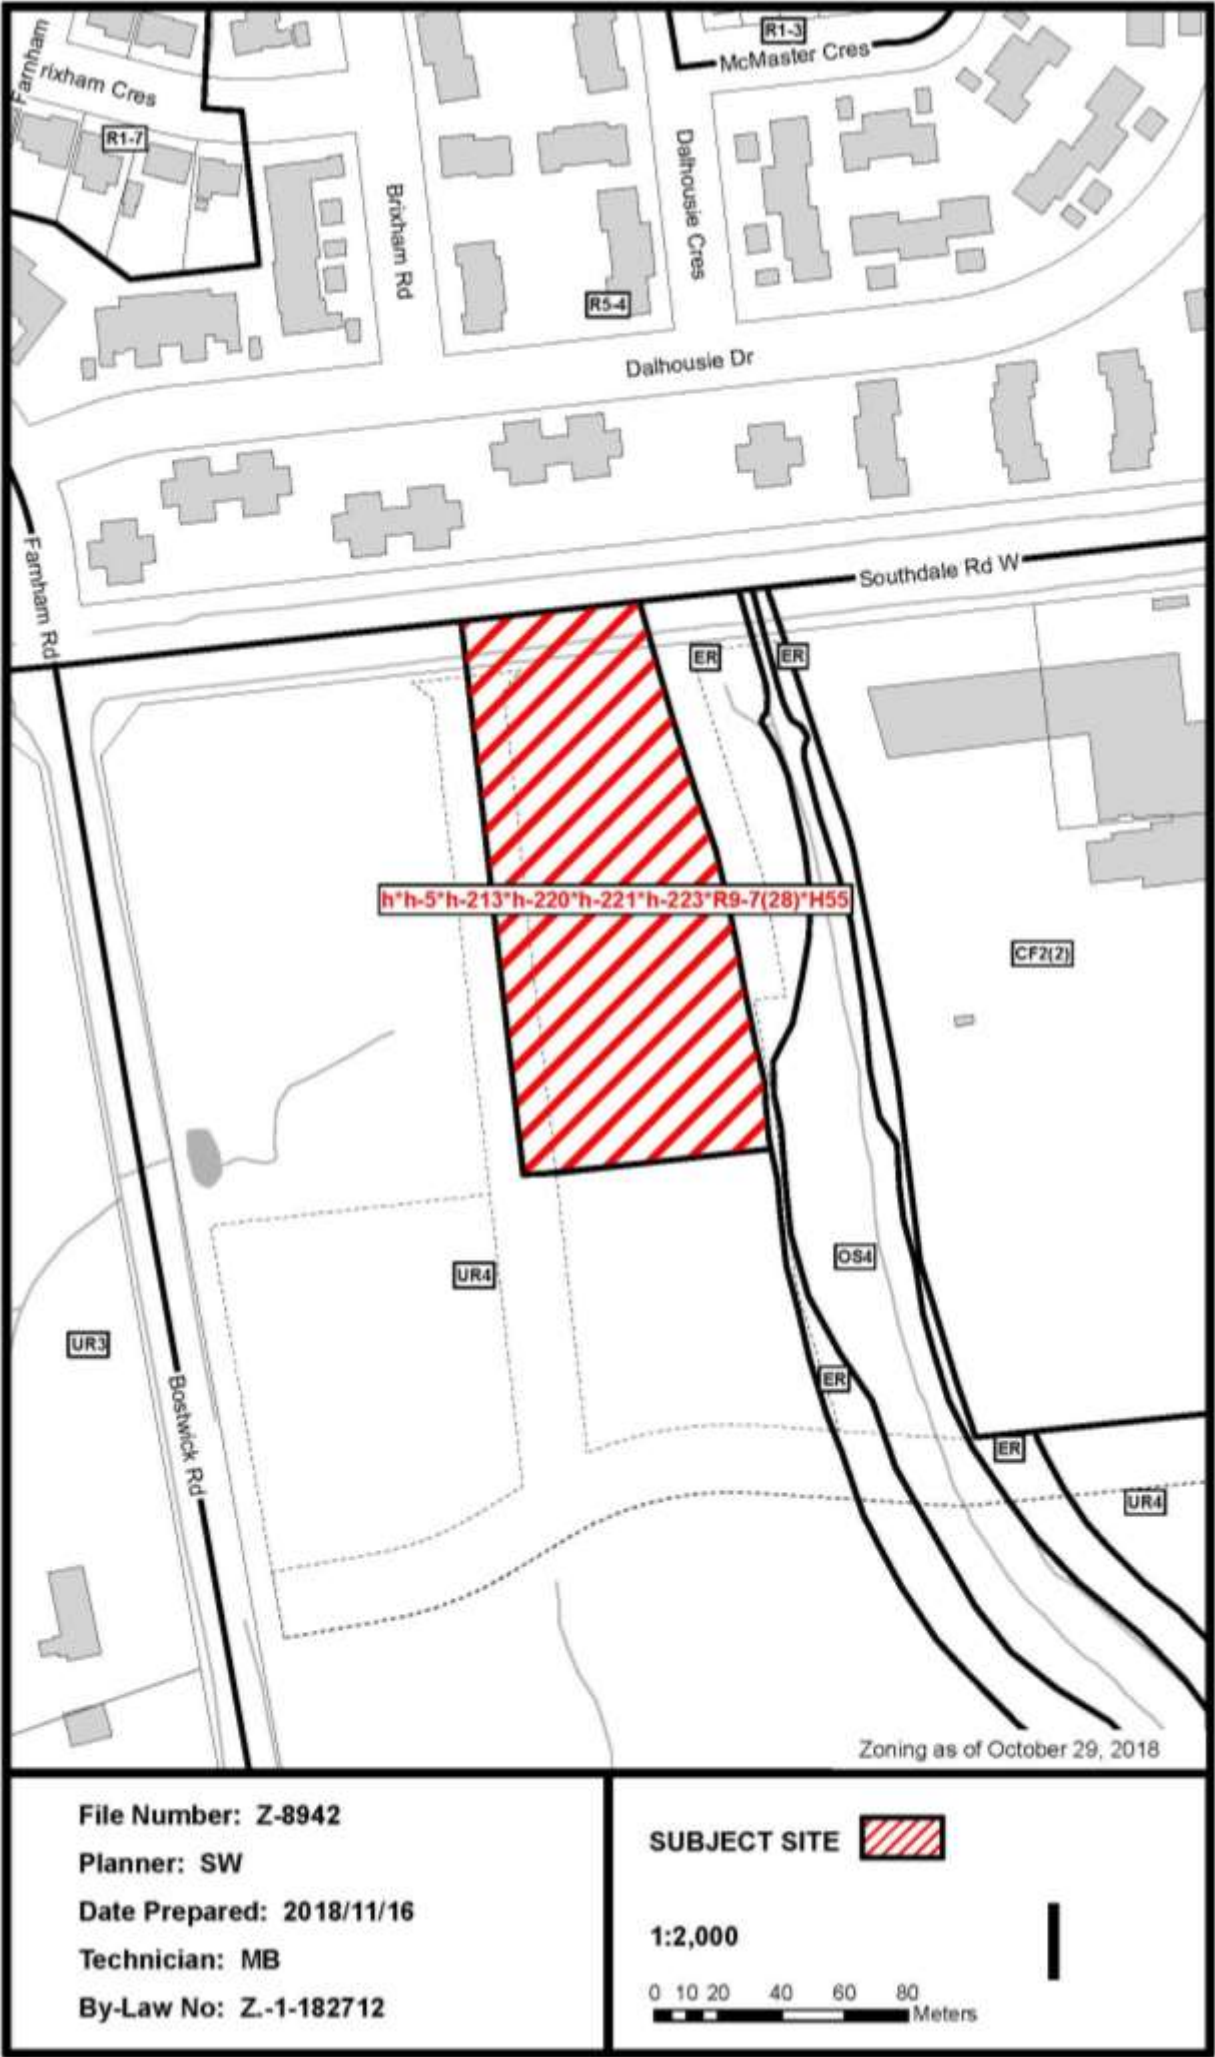 Farnham
rixham Cres
R1-7
R1-3
McMaster Cres
Brixham Rd
Dalhousie Cres
R5-4
Dalhousie Dr
Farnham Rd
Southdale Rd W
ER
ER
h*h-5*h-213*h-220*h-221*h-223*R9-7(28)*H55
CF2(2)
OS4
UR4
UR3
ER
Bostwick Rd
ER
UR4
Zoning as of October 29, 2018
File Number: Z-8942
Planner: SW
Date Prepared: 2018/11/16
Technician: MB
By-Law No: Z.-1-182712
SUBJECT SITE
1:2,000
0 10 20 40 60 80
Meters